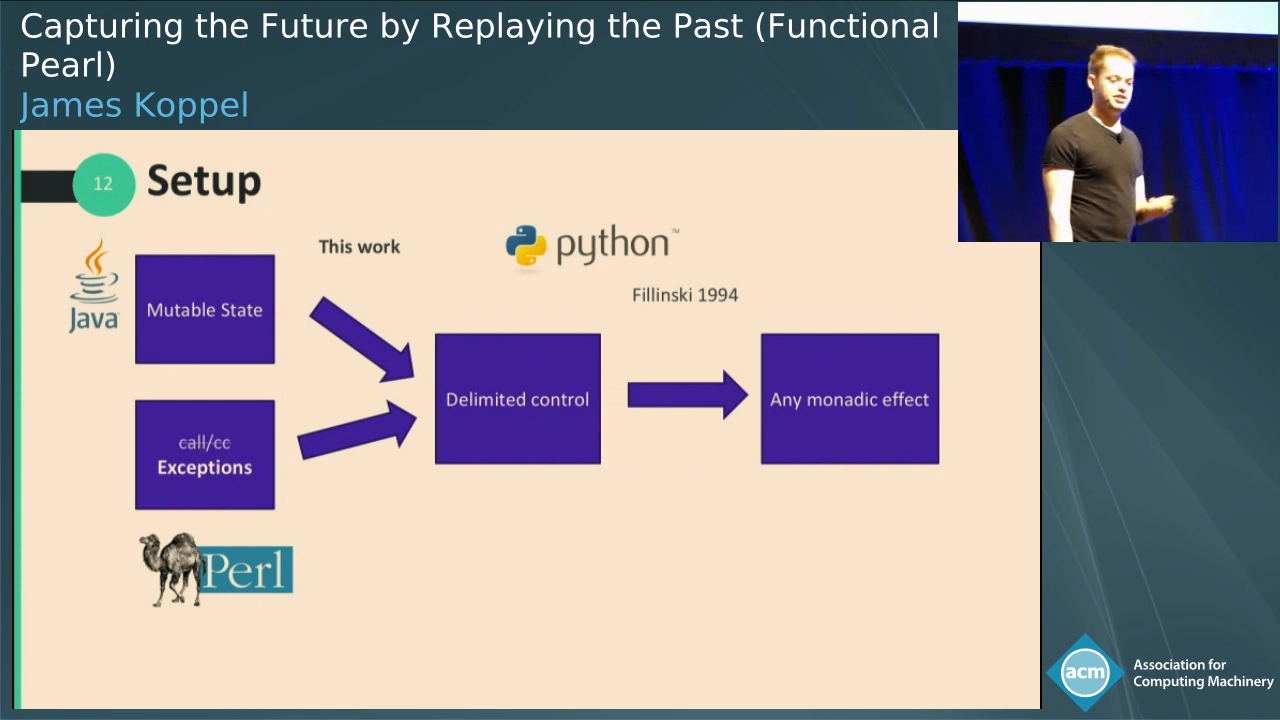 Capturing the Future by Replaying the Past (Functional
Pearl)
James Koppel
12
Setup
This work
python™
Java
Mutable State
Fillinski 1994
Delimited control
Any monadic effect
call/cc
Exceptions
Perl
acm
Association for
Computing Machinery